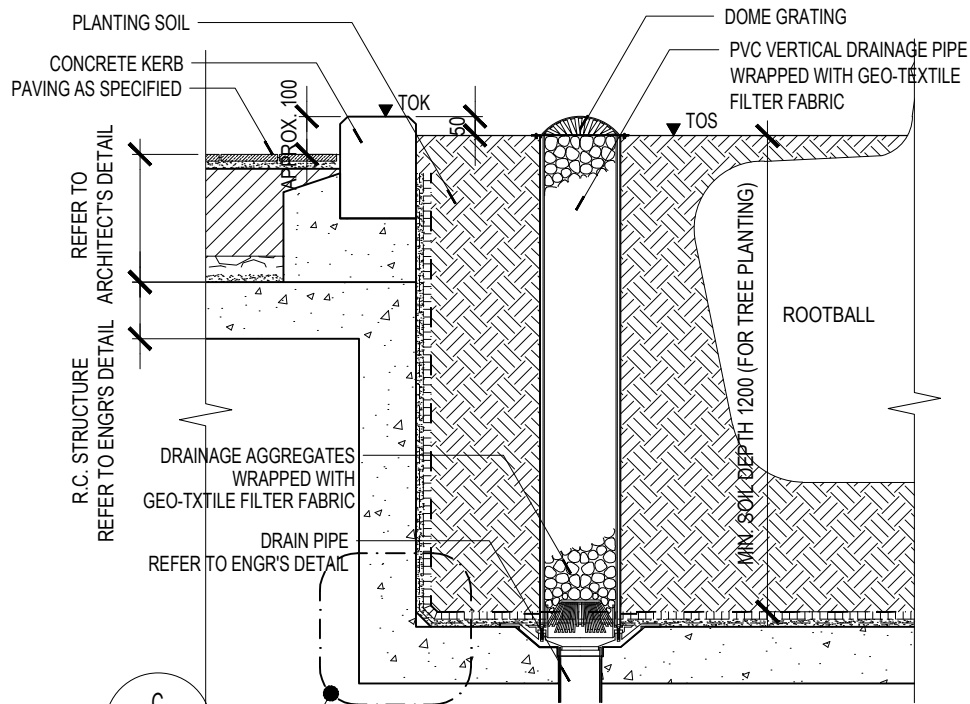 PLANTING SOIL
CONCRETE KERB
PAVING AS SPECIFIED
APPROX. 100
TOK
50
DOME GRATING
PVC VERTICAL DRAINAGE PIPE
WRAPPED WITH GEO-TEXTILE
FILTER FABRIC
TOS
REFER TO
ARCHITECT'S DETAIL
R.C. STRUCTURE
REFER TO ENGR'S DETAIL
MIN. SOIL DEPTH 1200 (FOR TREE PLANTING)
ROOTBALL
DRAINAGE AGGREGATES
WRAPPED WITH
GEO-TXTILE FILTER FABRIC
DRAIN PIPE
REFER TO ENGR'S DETAIL